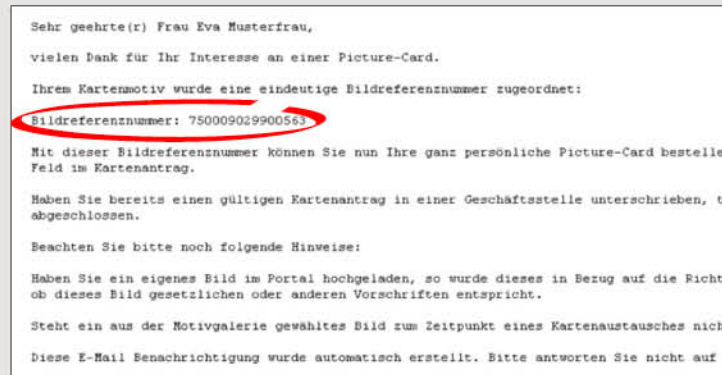 Sehr geehrte(r) Frau Eva Musterfrau,
vielen Dank für Ihr Interesse an einer Picture-Card.
Ihrem Kartenmotiv wurde eine eindeutige Bildreferenznummer zugeordnet:
Bildreferenznummer: 750009029900563
Mit dieser Bildreferenznummer können Sie nun Ihre ganz persönliche Picture-Card bestelle
Feld im Kartenantrag.
Haben Sie bereits einen gültigen Kartenantrag in einer Geschäftsstelle unterschrieben, t
abgeschlossen.
Beachten Sie bitte noch folgende Hinweise:
Haben Sie ein eigenes Bild im Portal hochgeladen, so wurde dieses in Bezug auf die Richt
ob dieses Bild gesetzlichen oder anderen Vorschriften entspricht.
Steht ein aus der Motivgalerie gewähltes Bild zum Zeitpunkt eines Kartenaustausches nich
Diese E-Mail Benachrichtigung wurde automatisch erstellt. Bitte antworten Sie nicht auf